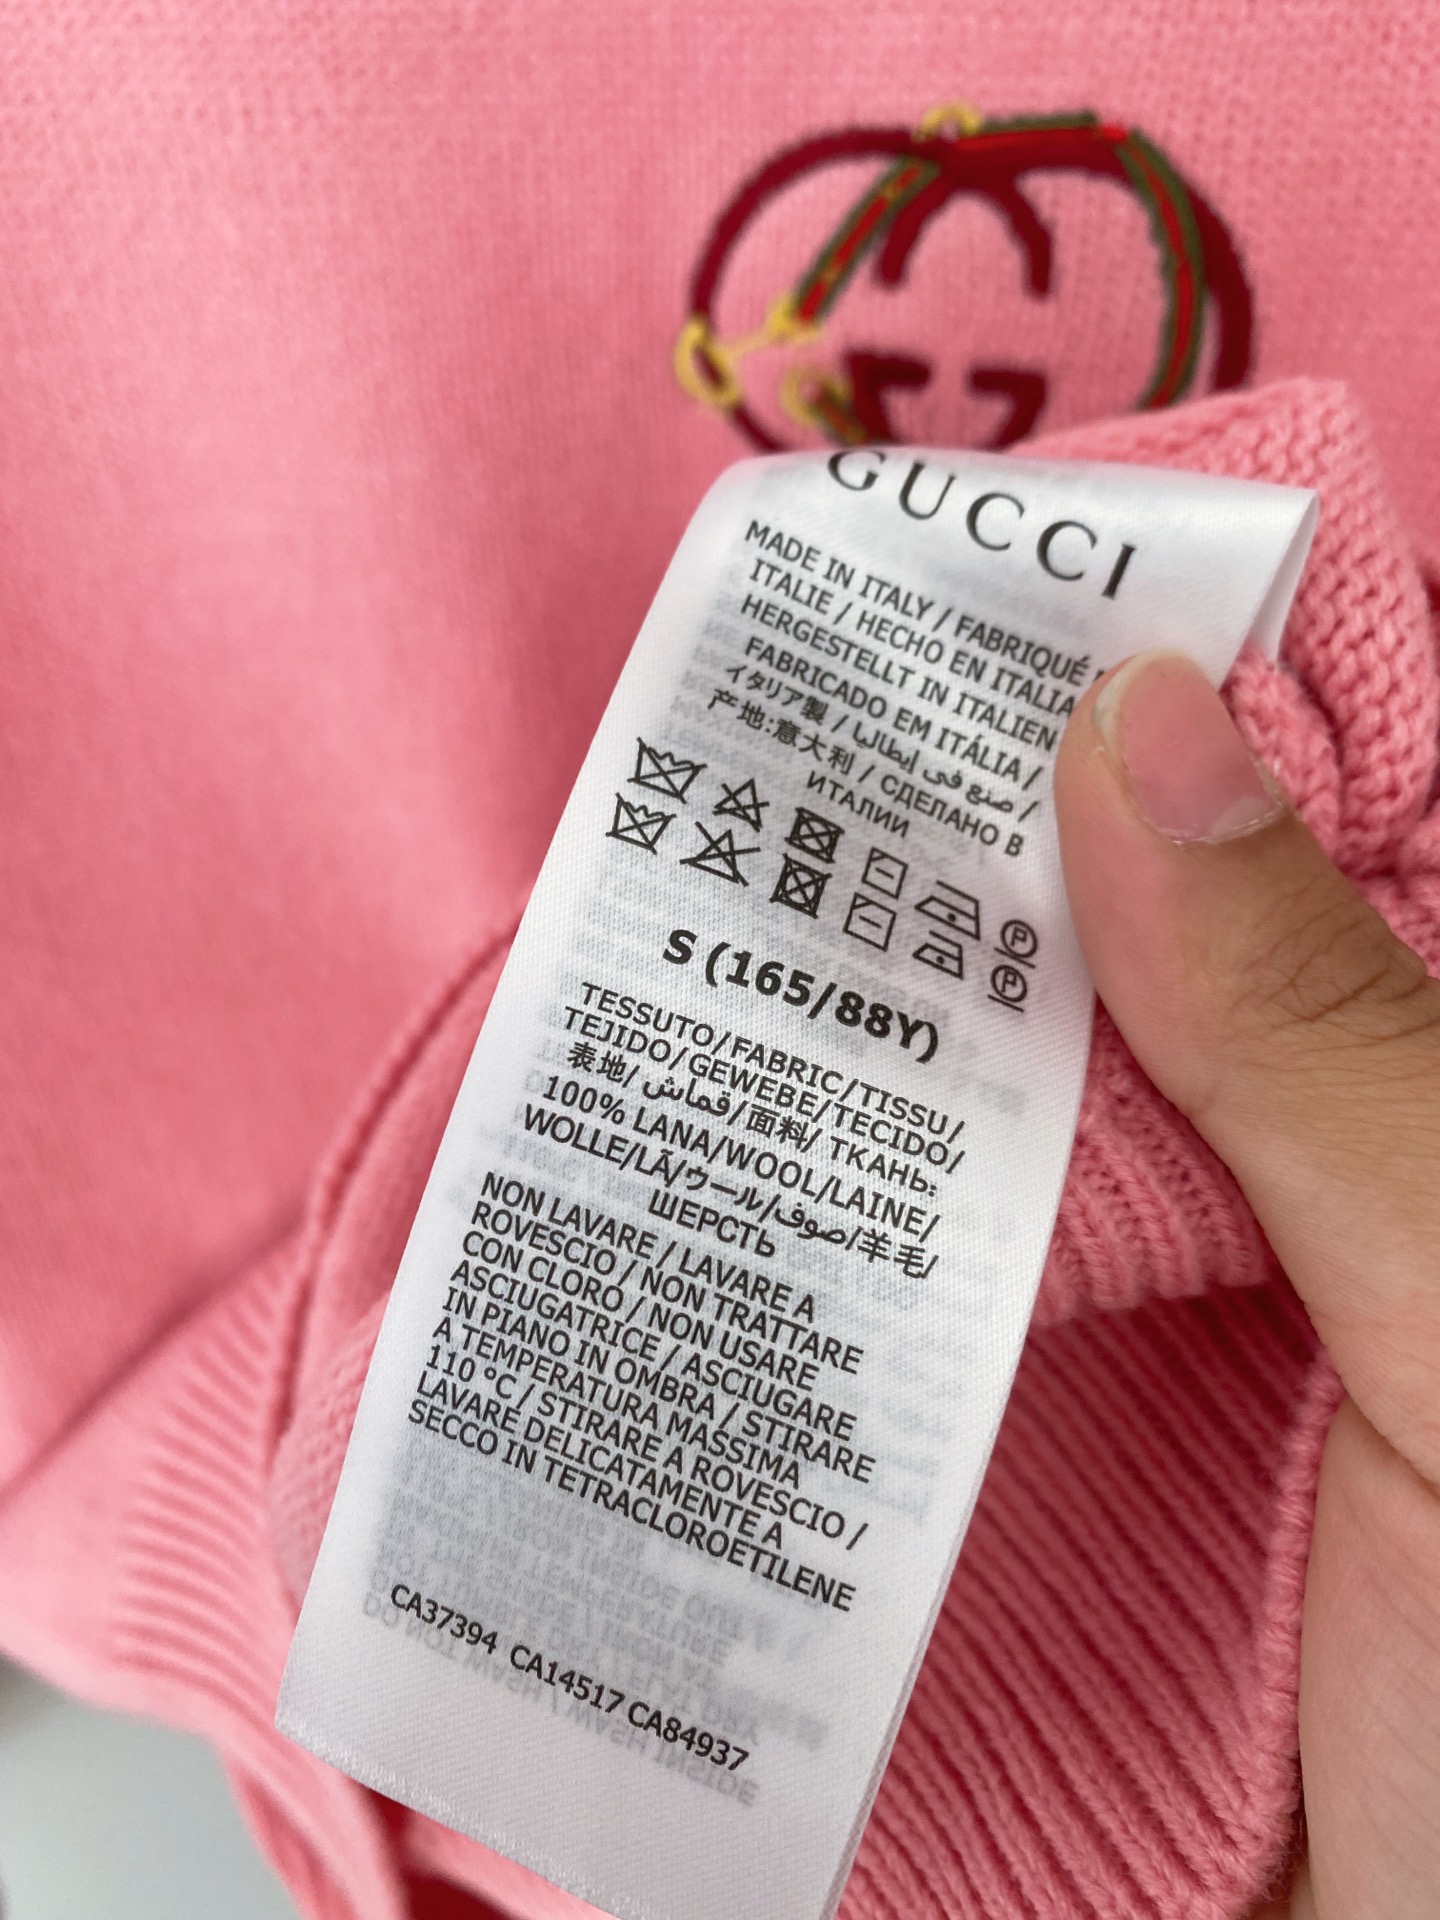 GUCCI
MADE IN ITALY / FABRIQUÉ
ITALIE / HECHO EN ITALIA
HERGESTELLT IN ITALIEN
FABRICADO EM ITÁLIA /
イタリア製 / صنع في إيطاليا /
产地:意大利 / СДЕЛАНО В
ИТАЛИИ
P
P
S (165/88Y)
TESSUTO/FABRIC/TISSU/
TEJIDO/GEWEBE/TECIDO/
表地/ قماش/面料/ ТКАНЬ:
100% LANA/WOOL/LAINE/
WOLLE/LÃ/ウール/صوف/羊毛/
ШЕРСТЬ
NON LAVARE / LAVARE A
ROVESCIO / NON TRATTARE
CON CLORO / NON USARE
ASCIUGATRICE / ASCIUGARE
IN PIANO IN OMBRA / STIRARE
A TEMPERATURA MASSIMA
110 °C / STIRARE A ROVESCIO /
LAVARE DELICATAMENTE A
SECCO IN TETRACLOROETILENE
CA37394 CA14517 CA84937